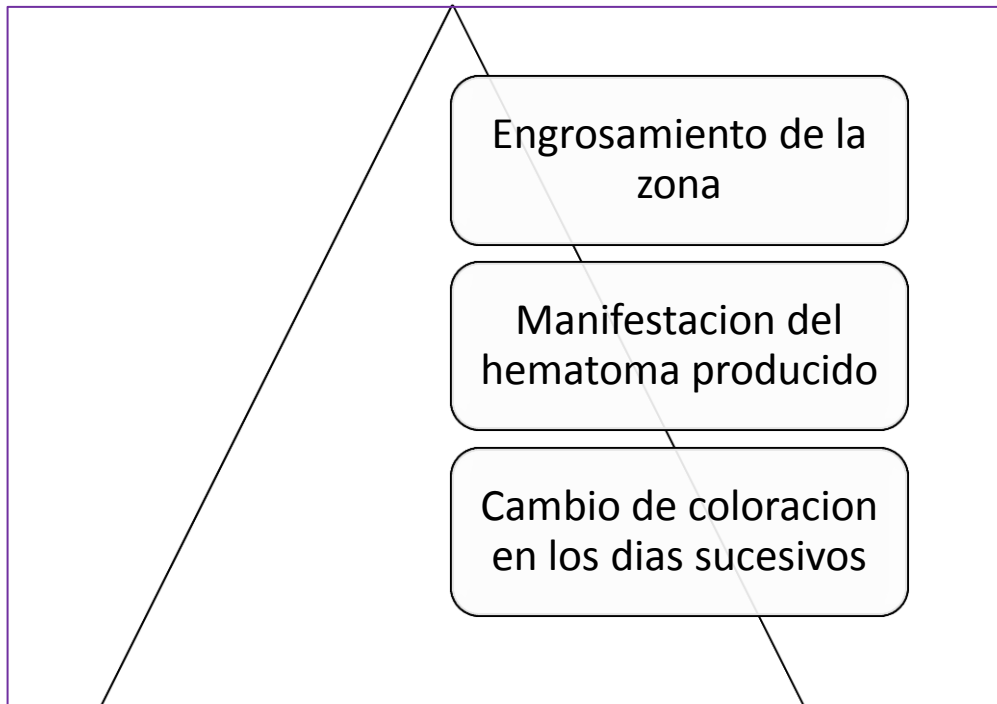 Engrosamiento de la
zona
Manifestacion del
hematoma producido
Cambio de coloracion
en los dias sucesivos